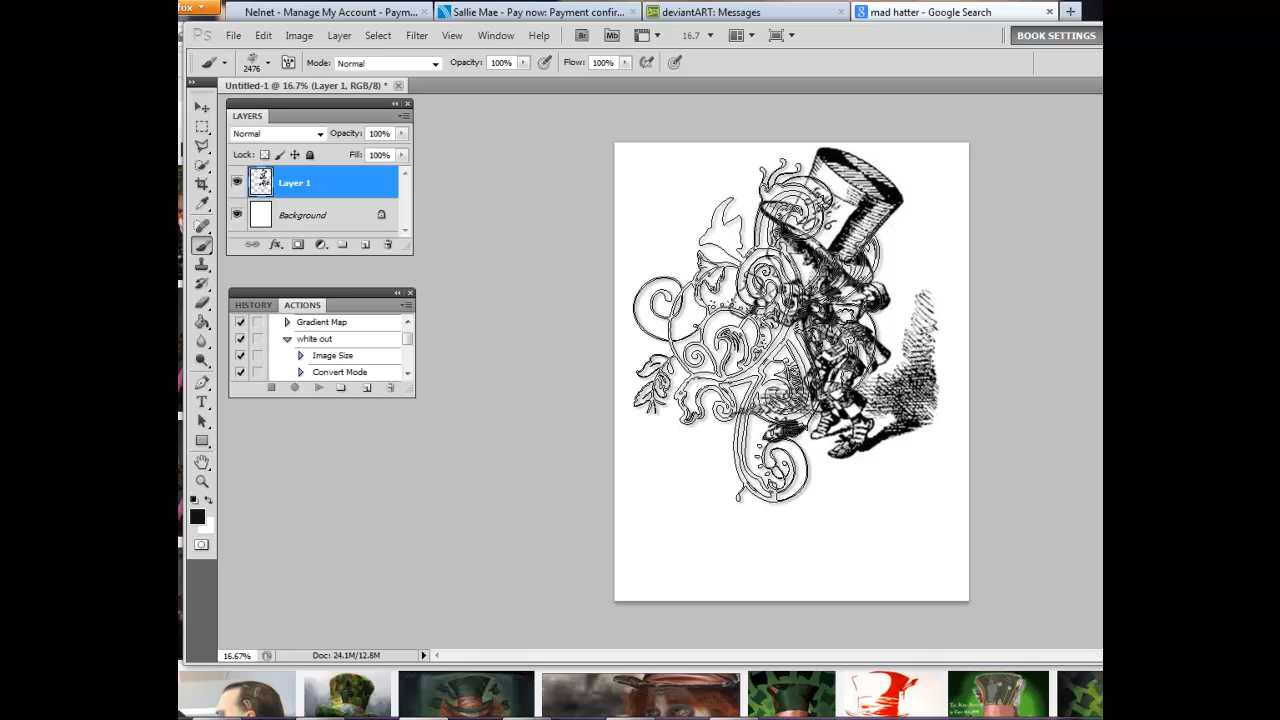 fox
Nelnet - Manage My Account - Paym...
Sallie Mae - Pay now: Payment confir...
deviantART: Messages
mad hatter - Google Search
Ps
File
Edit
Image
Layer
Select
Filter
View
Window
Help
Br
Mb
16.7
BOOK SETTINGS
2476
Mode:
Normal
Opacity:
100%
Flow:
100%
Untitled-1 @ 16.7% (Layer 1, RGB/8) *
LAYERS
Normal
Opacity:
100%
Lock:
Fill:
100%
Layer 1
Background
fx
HISTORY
ACTIONS
Gradient Map
white out
Image Size
Convert Mode
T
16.67%
Doc: 24.1M/12.8M